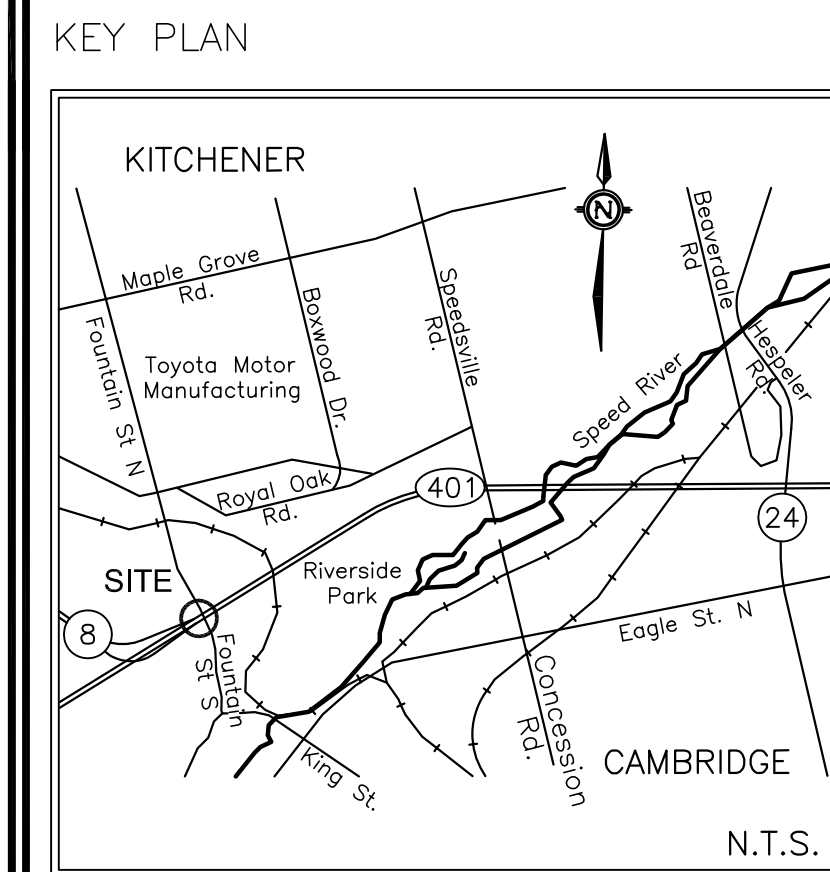 KEY PLAN
KITCHENER
N
Beaverdale
Rd
Maple Grove
Rd.
Speedsville
Rd.
Boxwood Dr.
Fountain St N
Toyota Motor
Manufacturing
Hespeler
Rd.
Speed River
Royal Oak
Rd.
401
24
SITE
Riverside
Park
8
Eagle St. N
Fountain
St S
Concession
Rd.
King St.
CAMBRIDGE
N.T.S.